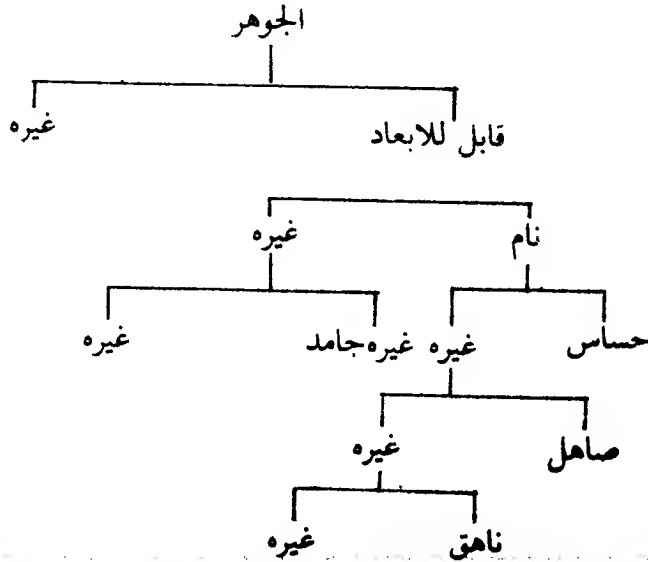 الجوهر
قابل للابعاد غيره
نام غيره
حساس غيره غيره جامد غيره
صاهل غيره
ناهق غيره